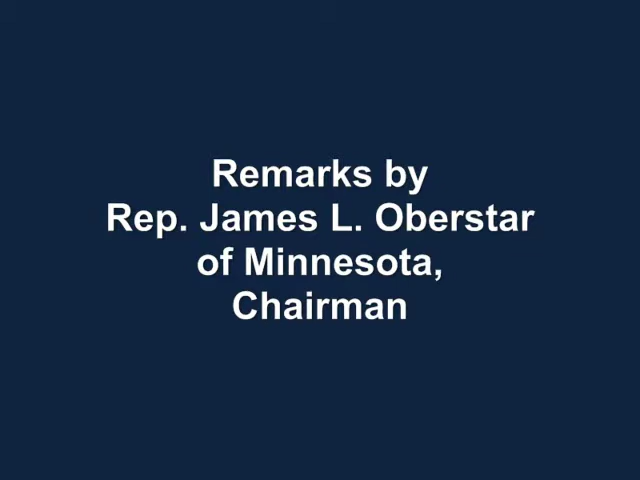 Remarks by
Rep. James L. Oberstar
of Minnesota,
Chairman